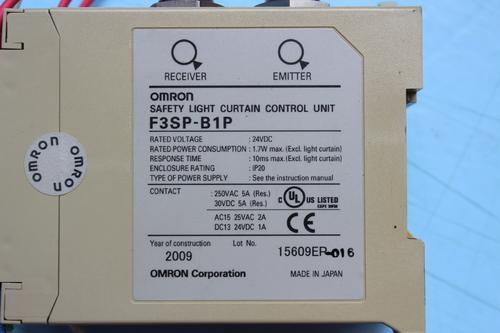 RECEIVER EMITTER
OMRON
SAFETY LIGHT CURTAIN CONTROL UNIT
F3SP-B1P
RATED VOLTAGE : 24VDC
RATED POWER CONSUMPTION : 1.7W max. (Excl. light curtain)
RESPONSE TIME : 10ms max. (Excl. light curtain)
ENCLOSURE RATING : IP20
TYPE OF POWER SUPPLY : See the instruction manual
CONTACT : 250VAC 5A (Res.)
30VDC 5A (Res.)
C UL US LISTED
AC15 25VAC 2A
DC13 24VDC 1A
CE
Year of construction Lot No.
2009 15609EP-016
OMRON Corporation MADE IN JAPAN
omron
omron